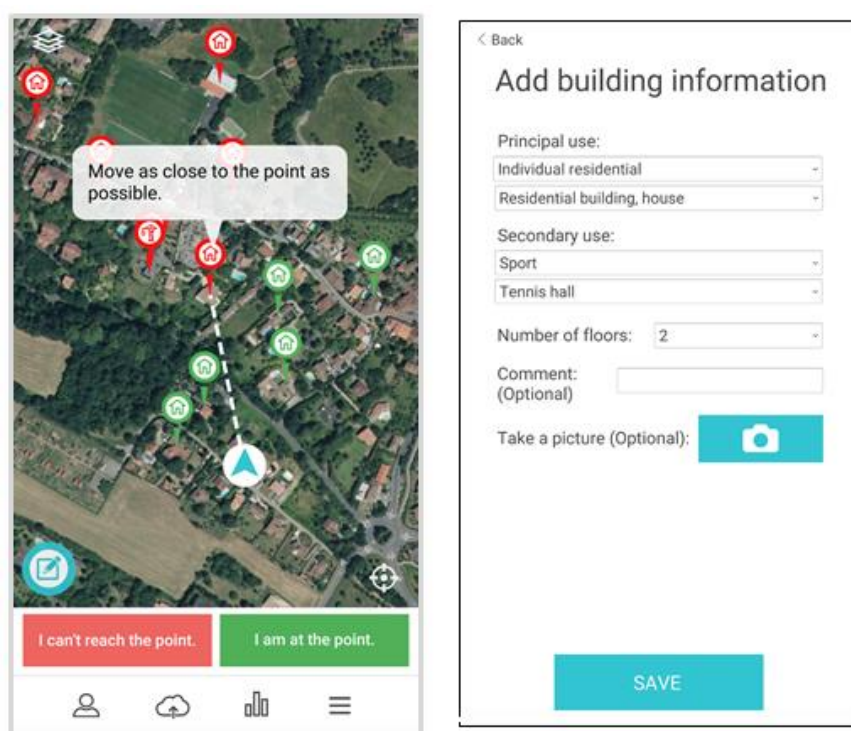 Move as close to the point as
possible.
I can't reach the point.
I am at the point.
< Back
Add building information
Principal use:
Individual residential
Residential building, house
Secondary use:
Sport
Tennis hall
Number of floors: 2
Comment:
(Optional)
Take a picture (Optional):
SAVE